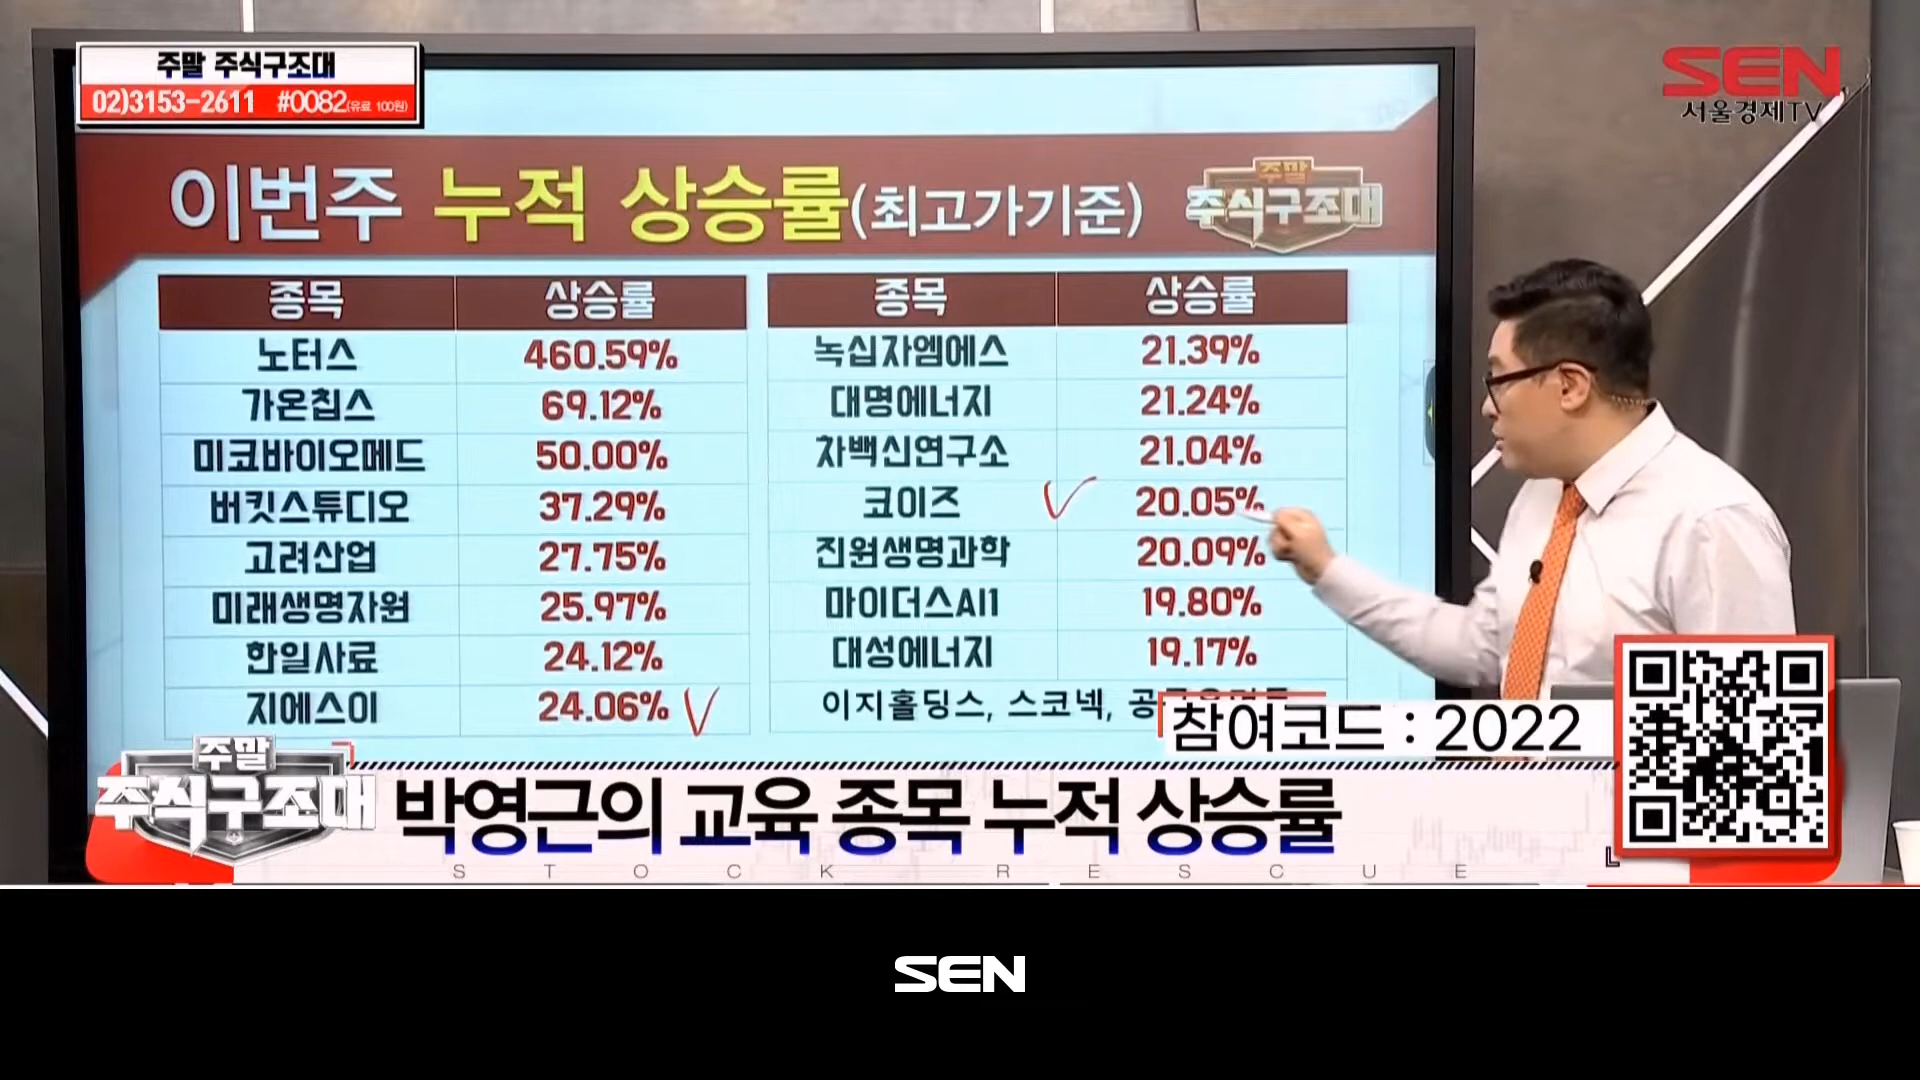 주말 주식구조대
02)3153-2611 #0082(유료 100원)
SEN
서울경제TV
이번주 누적 상승률(최고가기준)
주말
주식구조대
종목 상승률
노터스 460.59%
가온칩스 69.12%
미코바이오메드 50.00%
버킷스튜디오 37.29%
고려산업 27.75%
미래생명자원 25.97%
한일사료 24.12%
지에스이 24.06%
종목 상승률
녹십자엠에스 21.39%
대명에너지 21.24%
차백신연구소 21.04%
코이즈 20.05%
진원생명과학 20.09%
마이더스AI1 19.80%
대성에너지 19.17%
이지홀딩스, 스코넥,
참여코드 : 2022
주말
주식구조대
박영근의 교육 종목 누적 상승률
STOCK RESCUE
SEN